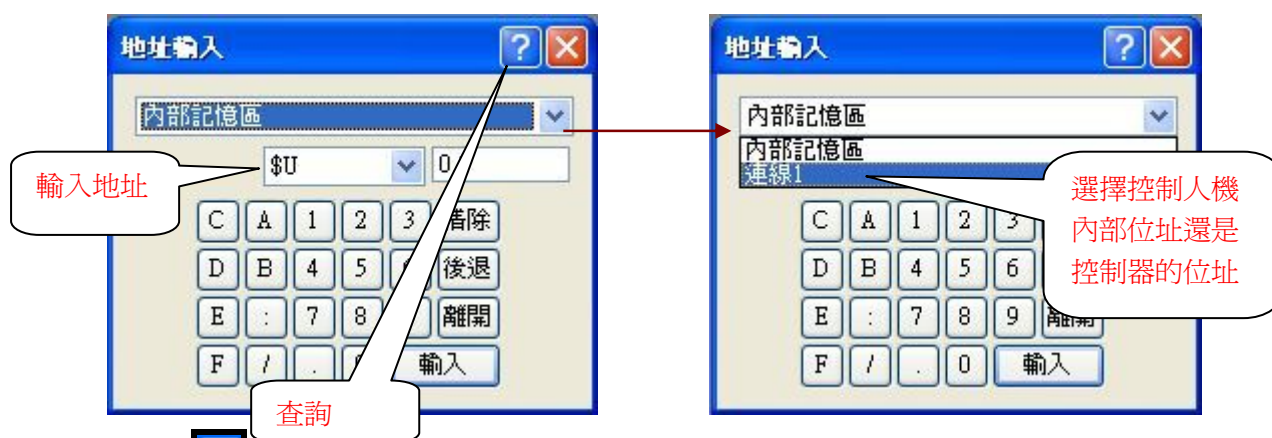 地址輸入
內部記憶區
$U 0
輸入地址
C A 1 2 3 清除
D B 4 5 後退
E : 7 8 離開
F / . 輸入
查詢
地址輸入
內部記憶區
內部記憶區
連線1
選擇控制人機
內部位址還是
控制器的位址
C A 1 2 3
D B 4 5 6
E : 7 8 9 離開
F / . 0 輸入